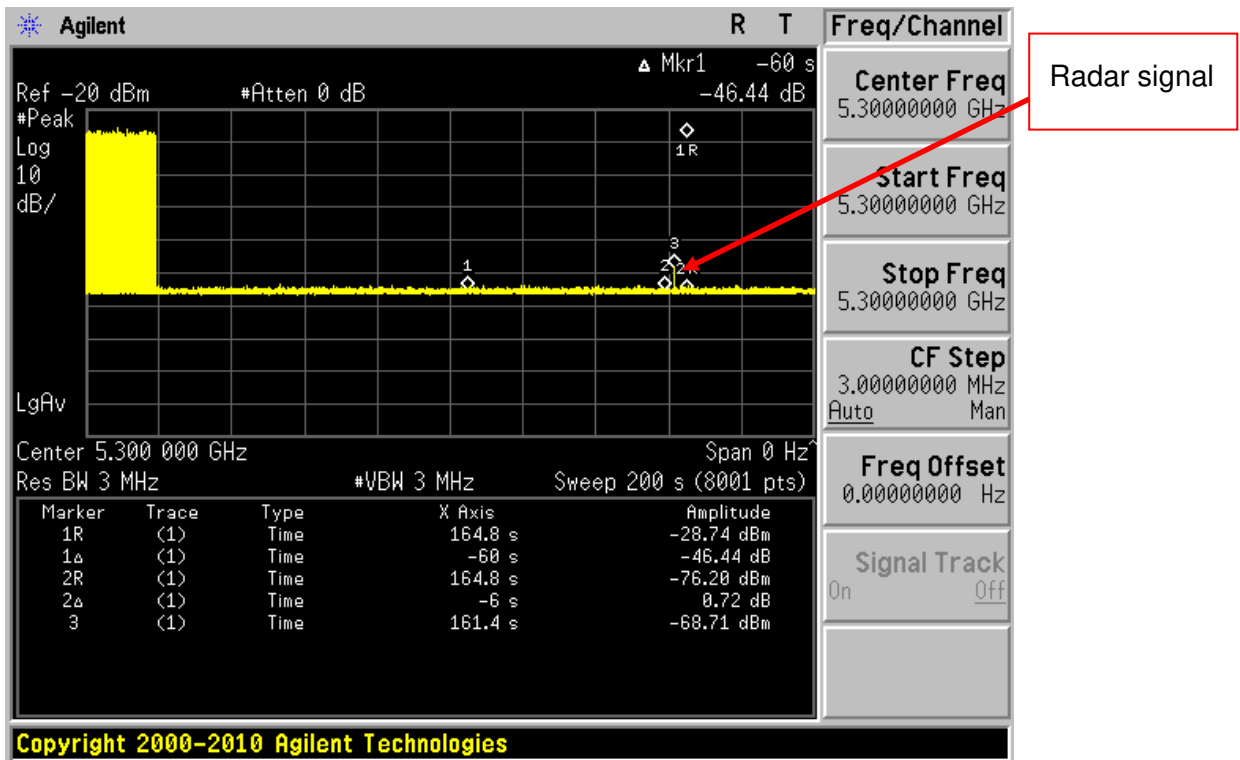 Agilent R T
Δ Mkr1 -60 s
Ref -20 dBm #Atten 0 dB -46.44 dB
#Peak
Log
10
dB/
1R
3
1
2 2R
LgAv
Center 5.300 000 GHz Span 0 Hz^
Res BW 3 MHz #VBW 3 MHz Sweep 200 s (8001 pts)
Marker Trace Type X Axis Amplitude
1R (1) Time 164.8 s -28.74 dBm
1Δ (1) Time -60 s -46.44 dB
2R (1) Time 164.8 s -76.20 dBm
2Δ (1) Time -6 s 0.72 dB
3 (1) Time 161.4 s -68.71 dBm
Copyright 2000-2010 Agilent Technologies
Freq/Channel
Center Freq
5.30000000 GHz
Start Freq
5.30000000 GHz
Stop Freq
5.30000000 GHz
CF Step
3.00000000 MHz
Auto Man
Freq Offset
0.00000000 Hz
Signal Track
On Off
Radar signal